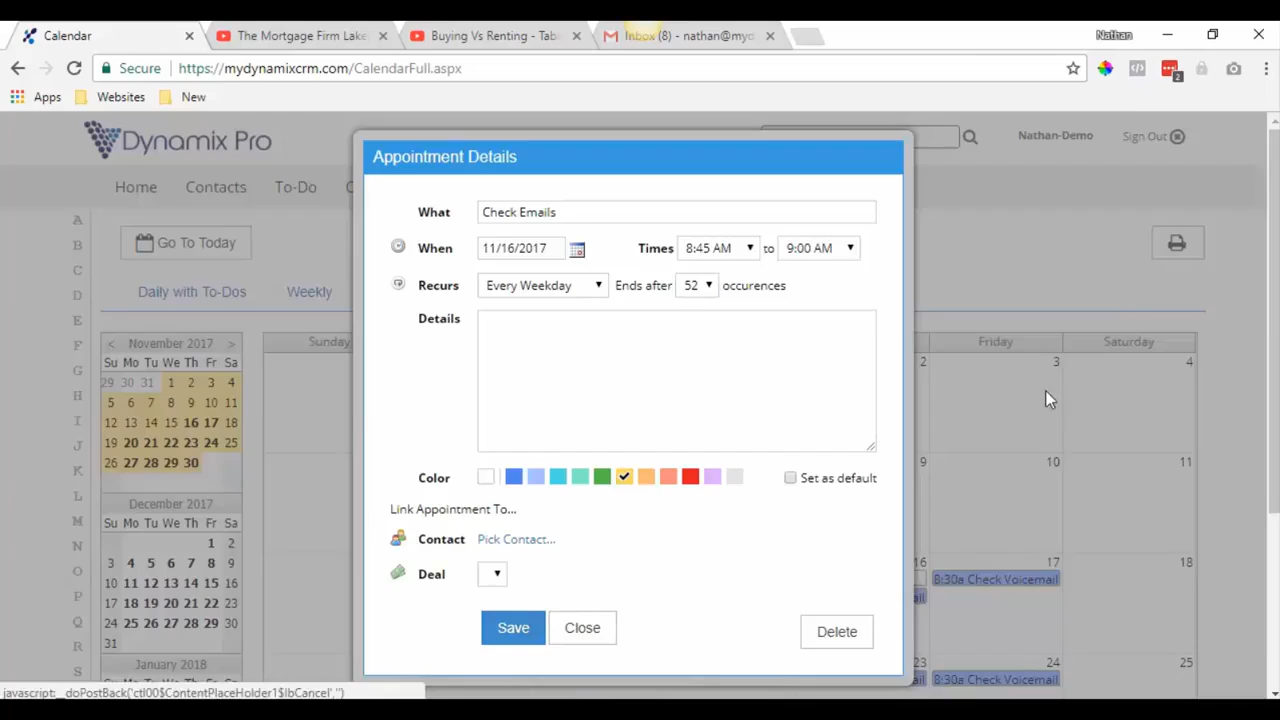 Calendar
The Mortgage Firm Lake
Buying Vs Renting - Tab
Inbox (8) - nathan@myd
Nathan
Secure
https://mydynamixcrm.com/CalendarFull.aspx
2
Apps
Websites
New
Dynamix Pro
Nathan-Demo
Sign Out
Home
Contacts
To-Do
Appointment Details
What
Check Emails
When
11/16/2017
Times
8:45 AM
to
9:00 AM
Recurs
Every Weekday
Ends after
52
occurences
Details
Color
Set as default
Link Appointment To...
Contact
Pick Contact...
Deal
Save
Close
Delete
A
B
C
D
E
F
G
H
I
J
K
L
M
N
O
P
Q
R
S
Go To Today
Daily with To-Dos
Weekly
< November 2017 >
Su Mo Tu We Th Fr Sa
29 30 31 1 2 3 4
5 6 7 8 9 10 11
12 13 14 15 16 17 18
19 20 21 22 23 24 25
26 27 28 29 30
December 2017
Su Mo Tu We Th Fr Sa
1 2
3 4 5 6 7 8 9
10 11 12 13 14 15 16
17 18 19 20 21 22 23
24 25 26 27 28 29 30
31
January 2018
Sunday
Friday
Saturday
2
3
4
9
10
11
16
17
18
8:30a Check Voicemail
ail
23
24
25
8:30a Check Voicemail
javascript:__doPostBack('ctl00$ContentPlaceHolder1$lbCancel','')